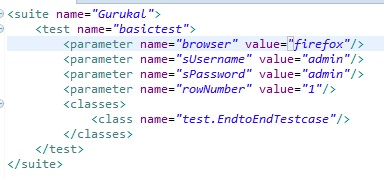 <suite name="Gurukal">
<test name="basictest">
<parameter name="browser" value="firefox"/>
<parameter name="sUsername" value="admin"/>
<parameter name="sPassword" value="admin"/>
<parameter name="rowNumber" value="1"/>
<classes>
<class name="test.EndtoEndTestcase"/>
</classes>
</test>
</suite>